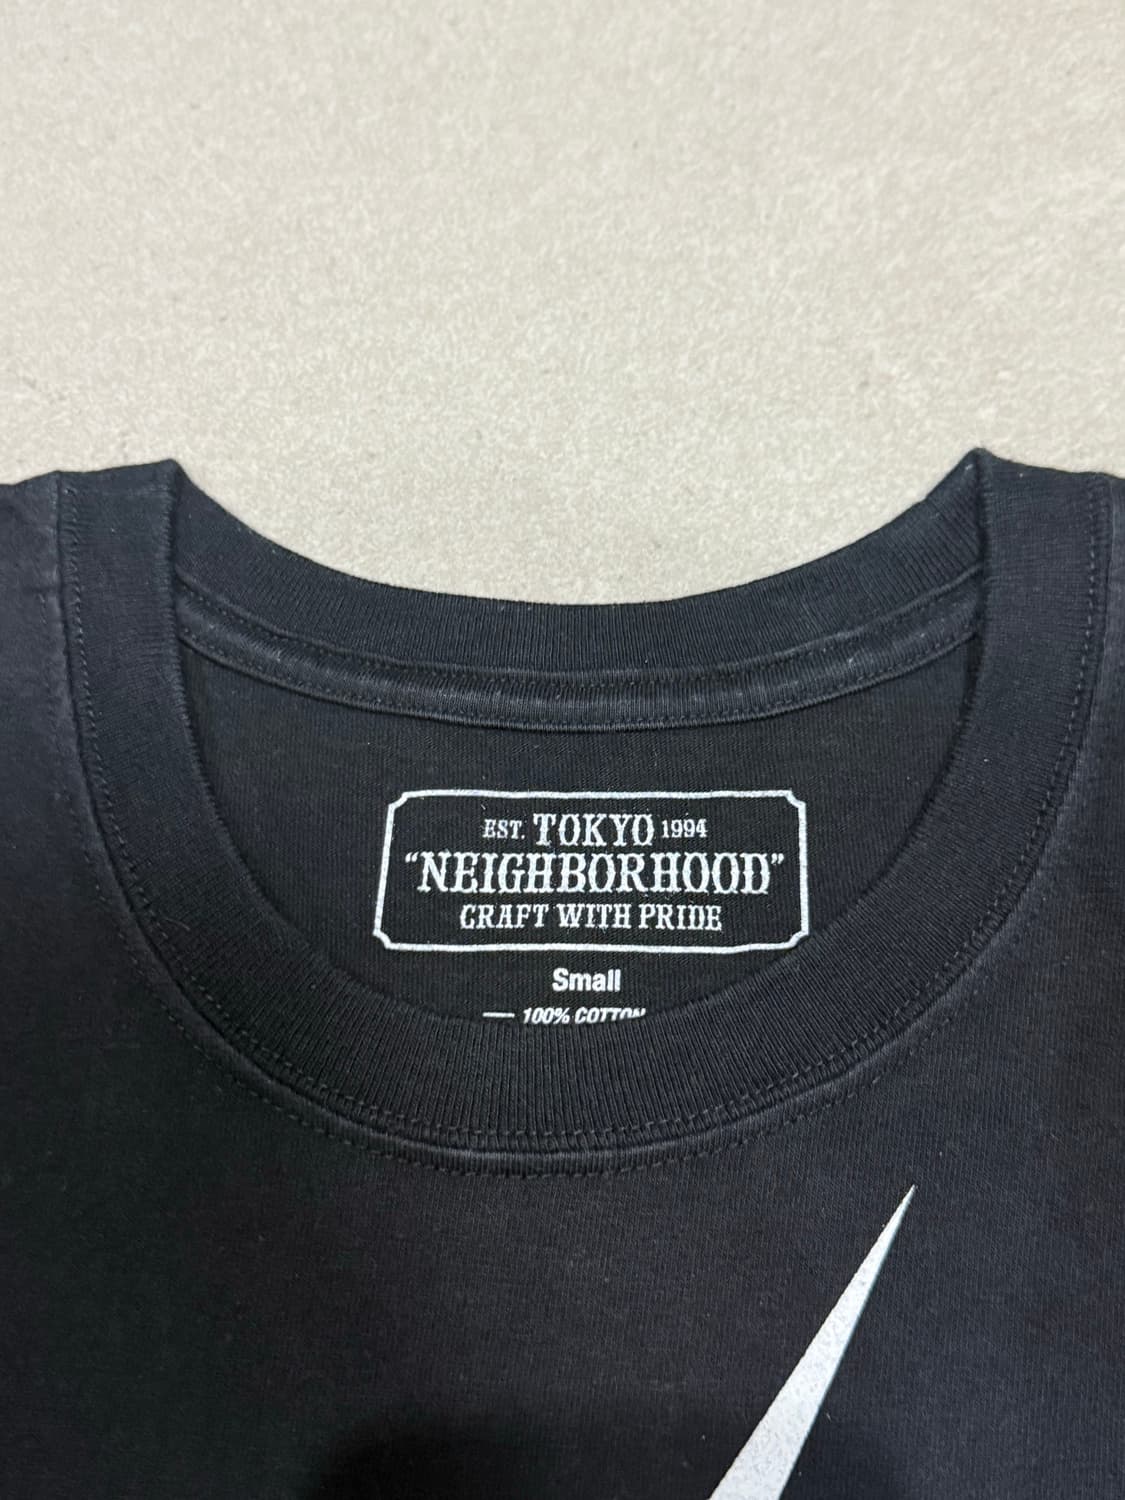 EST. TOKYO 1994
“NEIGHBORHOOD”
CRAFT WITH PRIDE
Small
— 100% COTTON